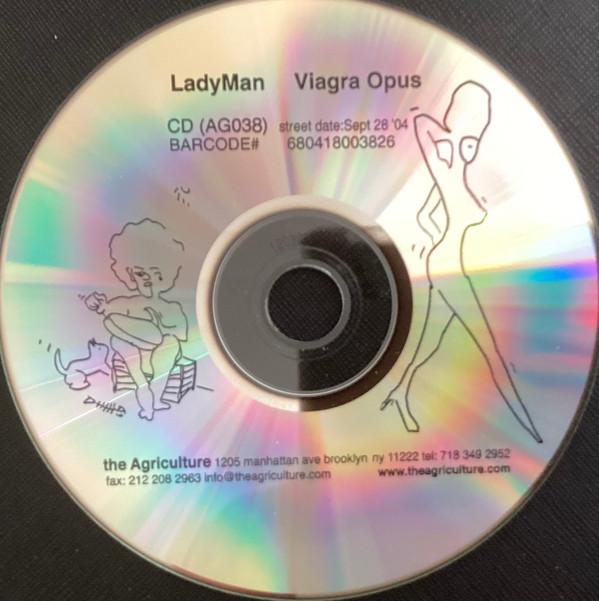 LadyMan Viagra Opus
CD (AG038) street date:Sept 28 '04
BARCODE# 680418003826
the Agriculture 1205 manhattan ave brooklyn ny 11222 tel: 718 349 2952
fax: 212 208 2963 info@theagriculture.com www.theagriculture.com